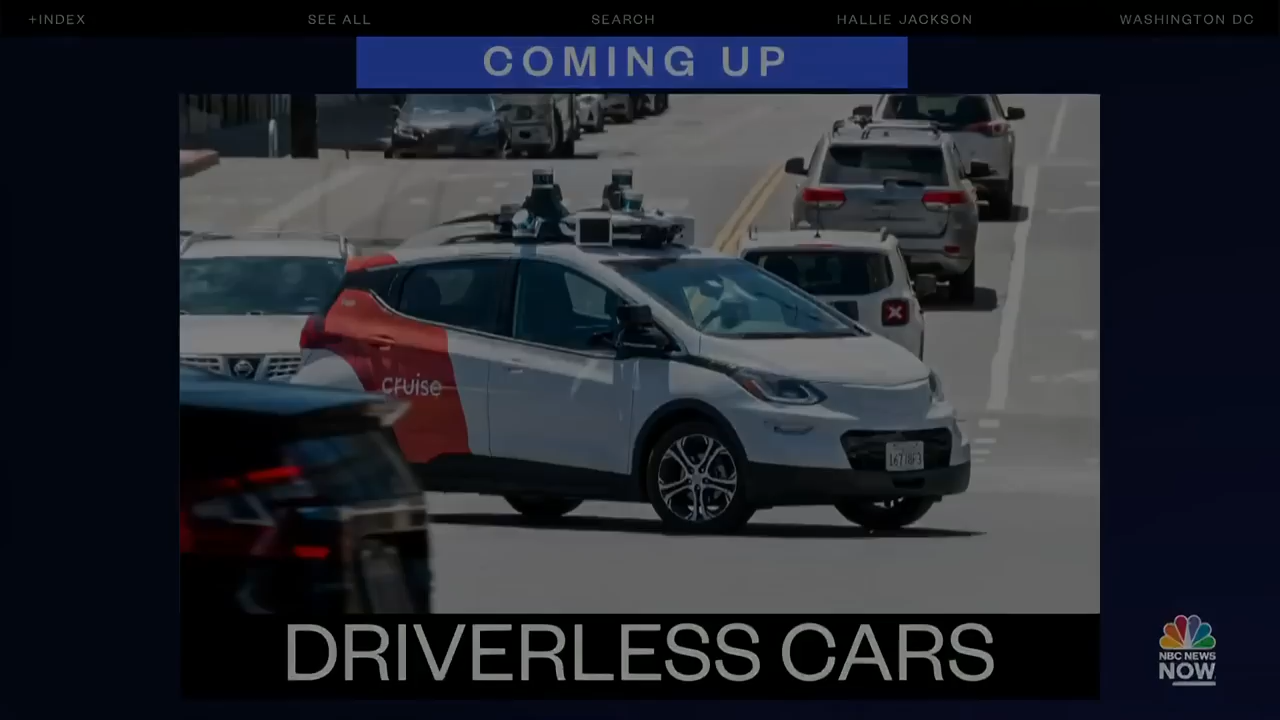 +INDEX
SEE ALL
SEARCH
HALLIE JACKSON
WASHINGTON DC
COMING UP
cruise
DRIVERLESS CARS
NBC NEWS
NOW